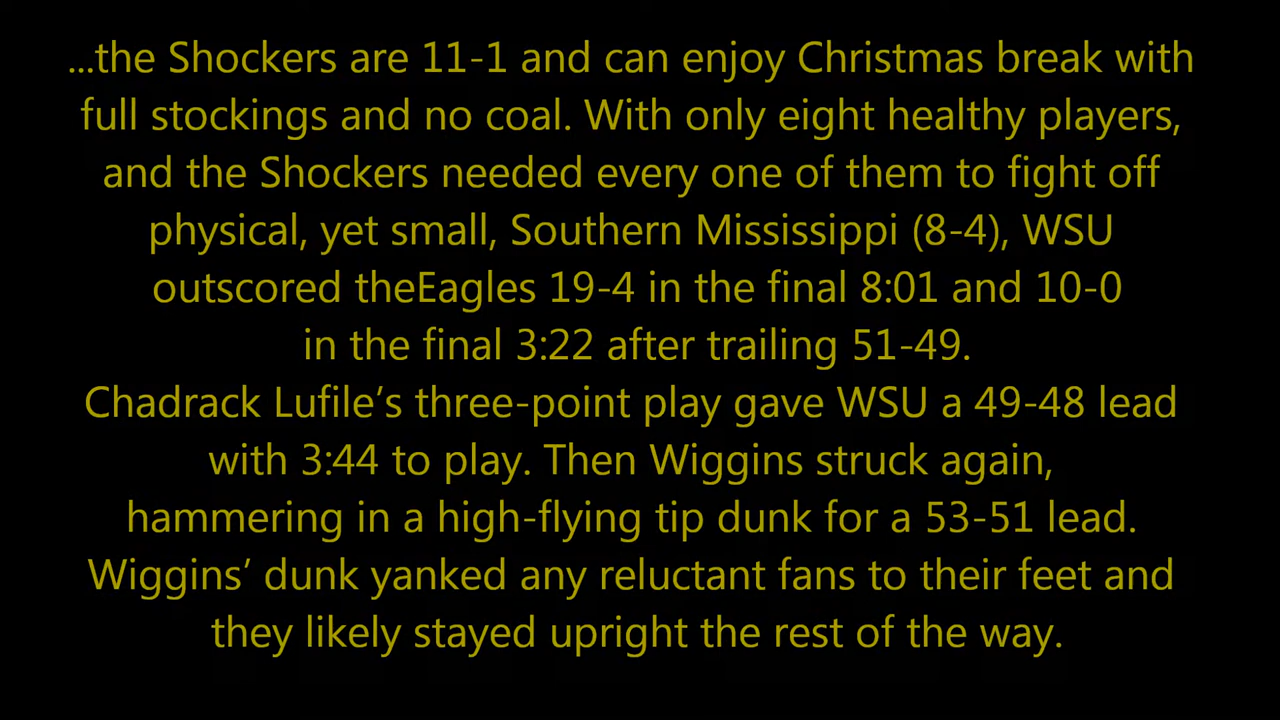 ...the Shockers are 11-1 and can enjoy Christmas break with
full stockings and no coal. With only eight healthy players,
and the Shockers needed every one of them to fight off
physical, yet small, Southern Mississippi (8-4), WSU
outscored theEagles 19-4 in the final 8:01 and 10-0
in the final 3:22 after trailing 51-49.
Chadrack Lufile’s three-point play gave WSU a 49-48 lead
with 3:44 to play. Then Wiggins struck again,
hammering in a high-flying tip dunk for a 53-51 lead.
Wiggins’ dunk yanked any reluctant fans to their feet and
they likely stayed upright the rest of the way.